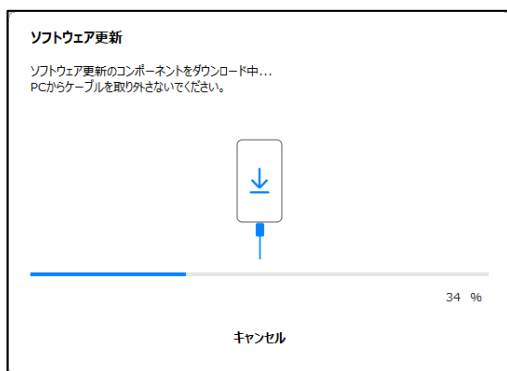 ソフトウェア更新
ソフトウェア更新のコンポーネントをダウンロード中...
PCからケーブルを取り外さないでください。
34 %
キャンセル